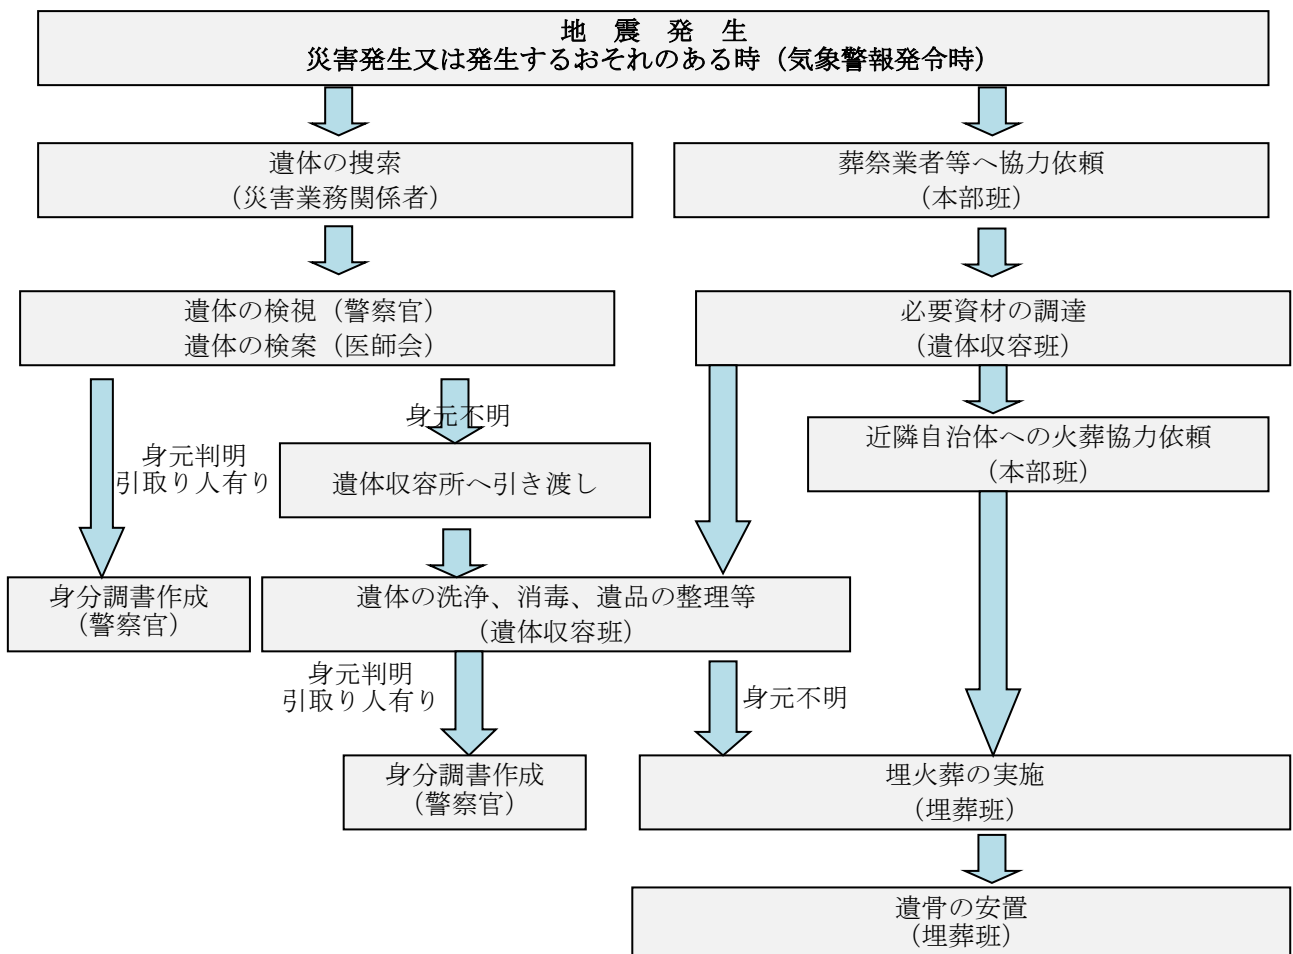 地　震　発　生
災害発生又は発生するおそれのある時（気象警報発令時）
遺体の捜索
（災害業務関係者）
葬祭業者等へ協力依頼
（本部班）
遺体の検視（警察官）
遺体の検案（医師会）
必要資材の調達
（遺体収容班）
身元不明
近隣自治体への火葬協力依頼
（本部班）
身元判明
引取り人有り
遺体収容所へ引き渡し
身分調書作成
（警察官）
遺体の洗浄、消毒、遺品の整理等
（遺体収容班）
身元判明
引取り人有り
身元不明
身分調書作成
（警察官）
埋火葬の実施
（埋葬班）
遺骨の安置
（埋葬班）